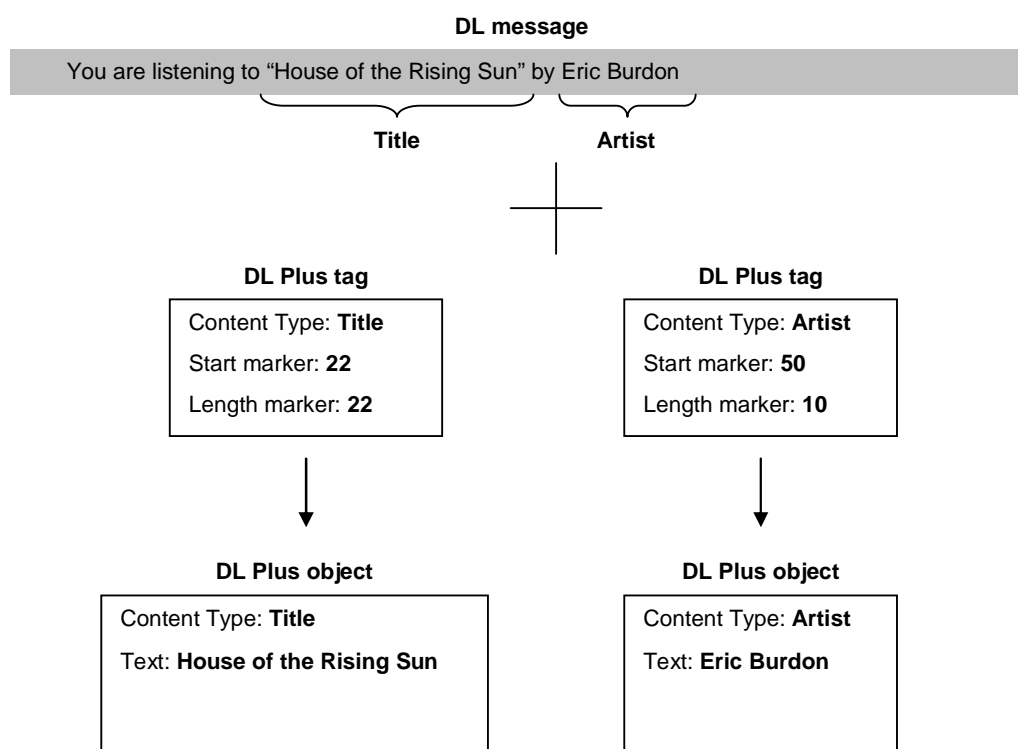 DL message
You are listening to “House of the Rising Sun” by Eric Burdon
Title Artist
DL Plus tag DL Plus tag
Content Type: Title
Start marker: 22
Length marker: 22
Content Type: Artist
Start marker: 50
Length marker: 10
DL Plus object DL Plus object
Content Type: Title
Text: House of the Rising Sun
Content Type: Artist
Text: Eric Burdon